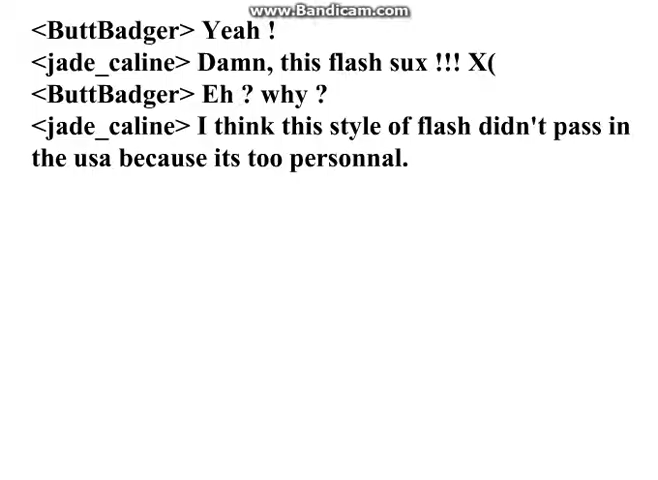 www.Bandicam.com
<ButtBadger> Yeah !
<jade_caline> Damn, this flash sux !!! X(
<ButtBadger> Eh ? why ?
<jade_caline> I think this style of flash didn't pass in
the usa because its too personnal.